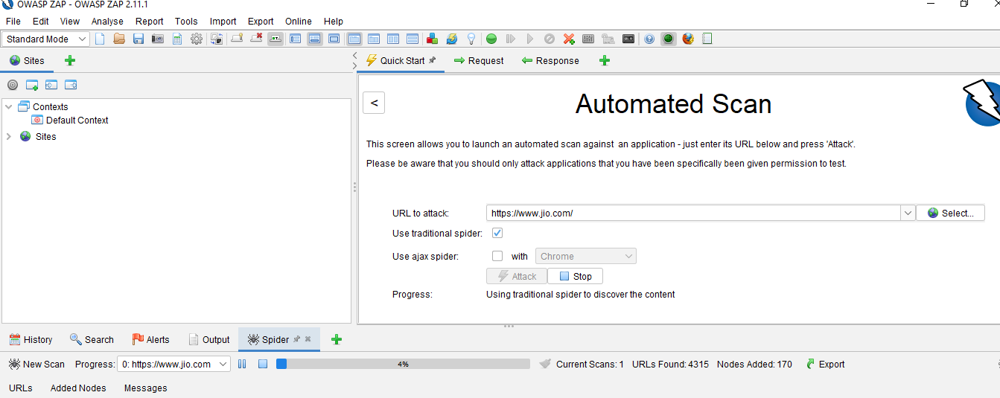 OWASP ZAP - OWASP ZAP 2.11.1
File Edit View Analyse Report Tools Import Export Online Help
Standard Mode
Sites
Quick Start Request Response
<
Automated Scan
Contexts
Default Context
Sites
This screen allows you to launch an automated scan against an application - just enter its URL below and press 'Attack'.
Please be aware that you should only attack applications that you have been specifically been given permission to test.
URL to attack: https://www.jio.com/ Select...
Use traditional spider:
Use ajax spider: with Chrome
Attack Stop
Progress: Using traditional spider to discover the content
History Search Alerts Output Spider
New Scan Progress: 0: https://www.jio.com 4% Current Scans: 1 URLs Found: 4315 Nodes Added: 170 Export
URLs Added Nodes Messages